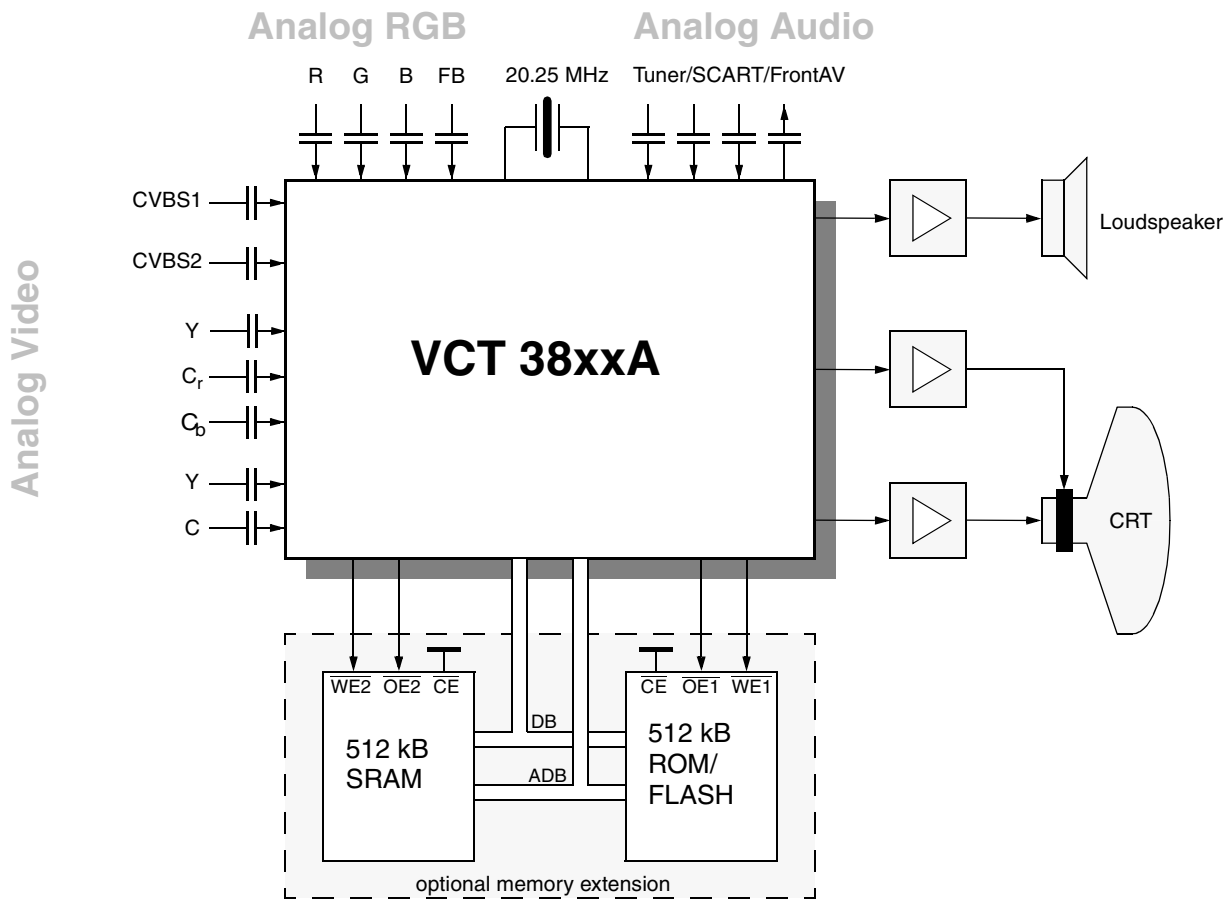 Analog RGB
Analog Audio
R G B FB 20.25 MHz Tuner/SCART/FrontAV
Analog Video
CVBS1
CVBS2
Y
Cr
Cb
Y
C
VCT 38xxA
Loudspeaker
CRT
WE2 OE2 CE
CE OE1 WE1
512 kB
SRAM
DB
ADB
512 kB
ROM/
FLASH
optional memory extension